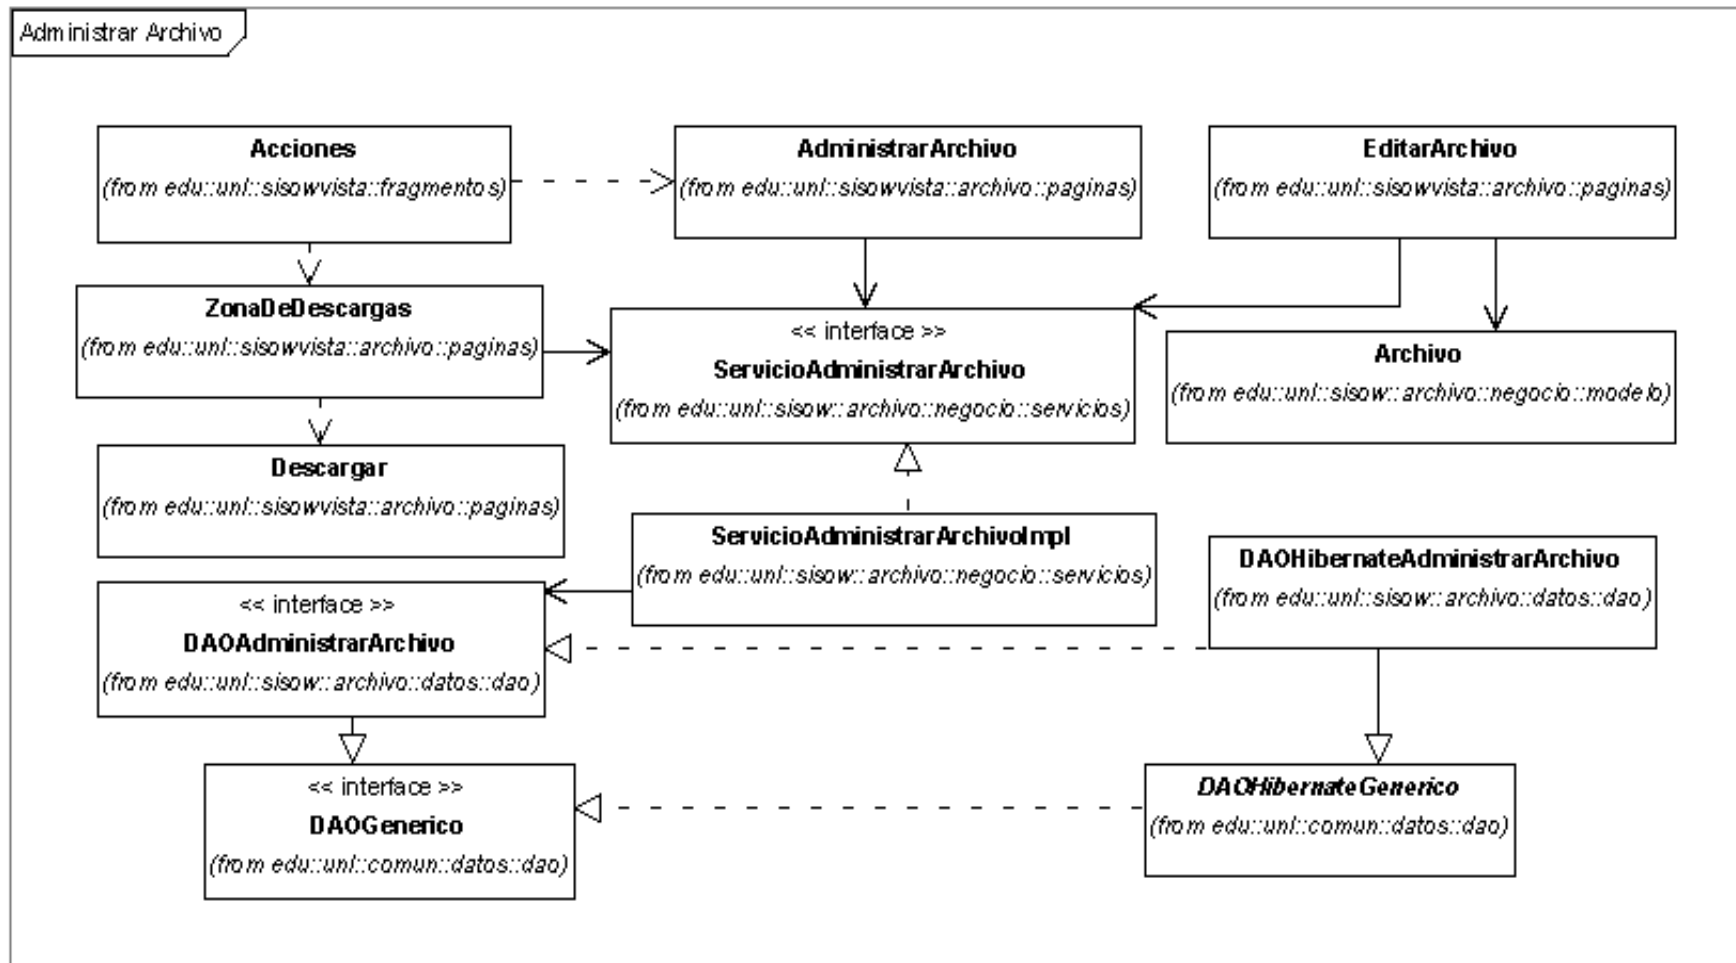 Administrar Archivo
Acciones
(from edu::unl::sisowvista::fragmentos)
AdministrarArchivo
(from edu::unl::sisowvista::archivo::paginas)
EditarArchivo
(from edu::unl::sisowvista::archivo::paginas)
ZonaDeDescargas
(from edu::unl::sisowvista::archivo::paginas)
<< interface >>
ServicioAdministrarArchivo
(from edu::unl::sisow::archivo::negocio::servicios)
Archivo
(from edu::unl::sisow::archivo::negocio::modelo)
Descargar
(from edu::unl::sisowvista::archivo::paginas)
ServicioAdministrarArchivoImpl
(from edu::unl::sisow::archivo::negocio::servicios)
DAOHibernateAdministrarArchivo
(from edu::unl::sisow::archivo::datos::dao)
<< interface >>
DAOAdministrarArchivo
(from edu::unl::sisow::archivo::datos::dao)
<< interface >>
DAOGenerico
(from edu::unl::comun::datos::dao)
DAOHibernateGenerico
(from edu::unl::comun::datos::dao)